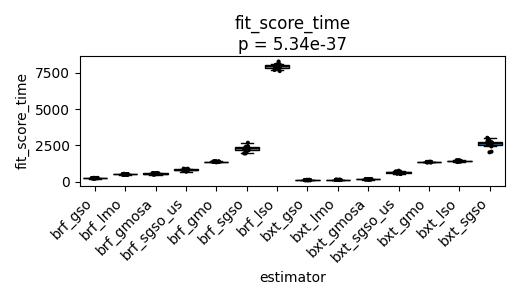 fit_score_time
p = 5.34e-37
fit_score_time
7500
5000
2500
0
brf_gso
brf_lmo
brf_gmosa
brf_sgso_us
brf_gmo
brf_sgso
brf_lso
bxt_gso
bxt_lmo
bxt_gmosa
bxt_sgso_us
bxt_gmo
bxt_lso
bxt_sgso
estimator